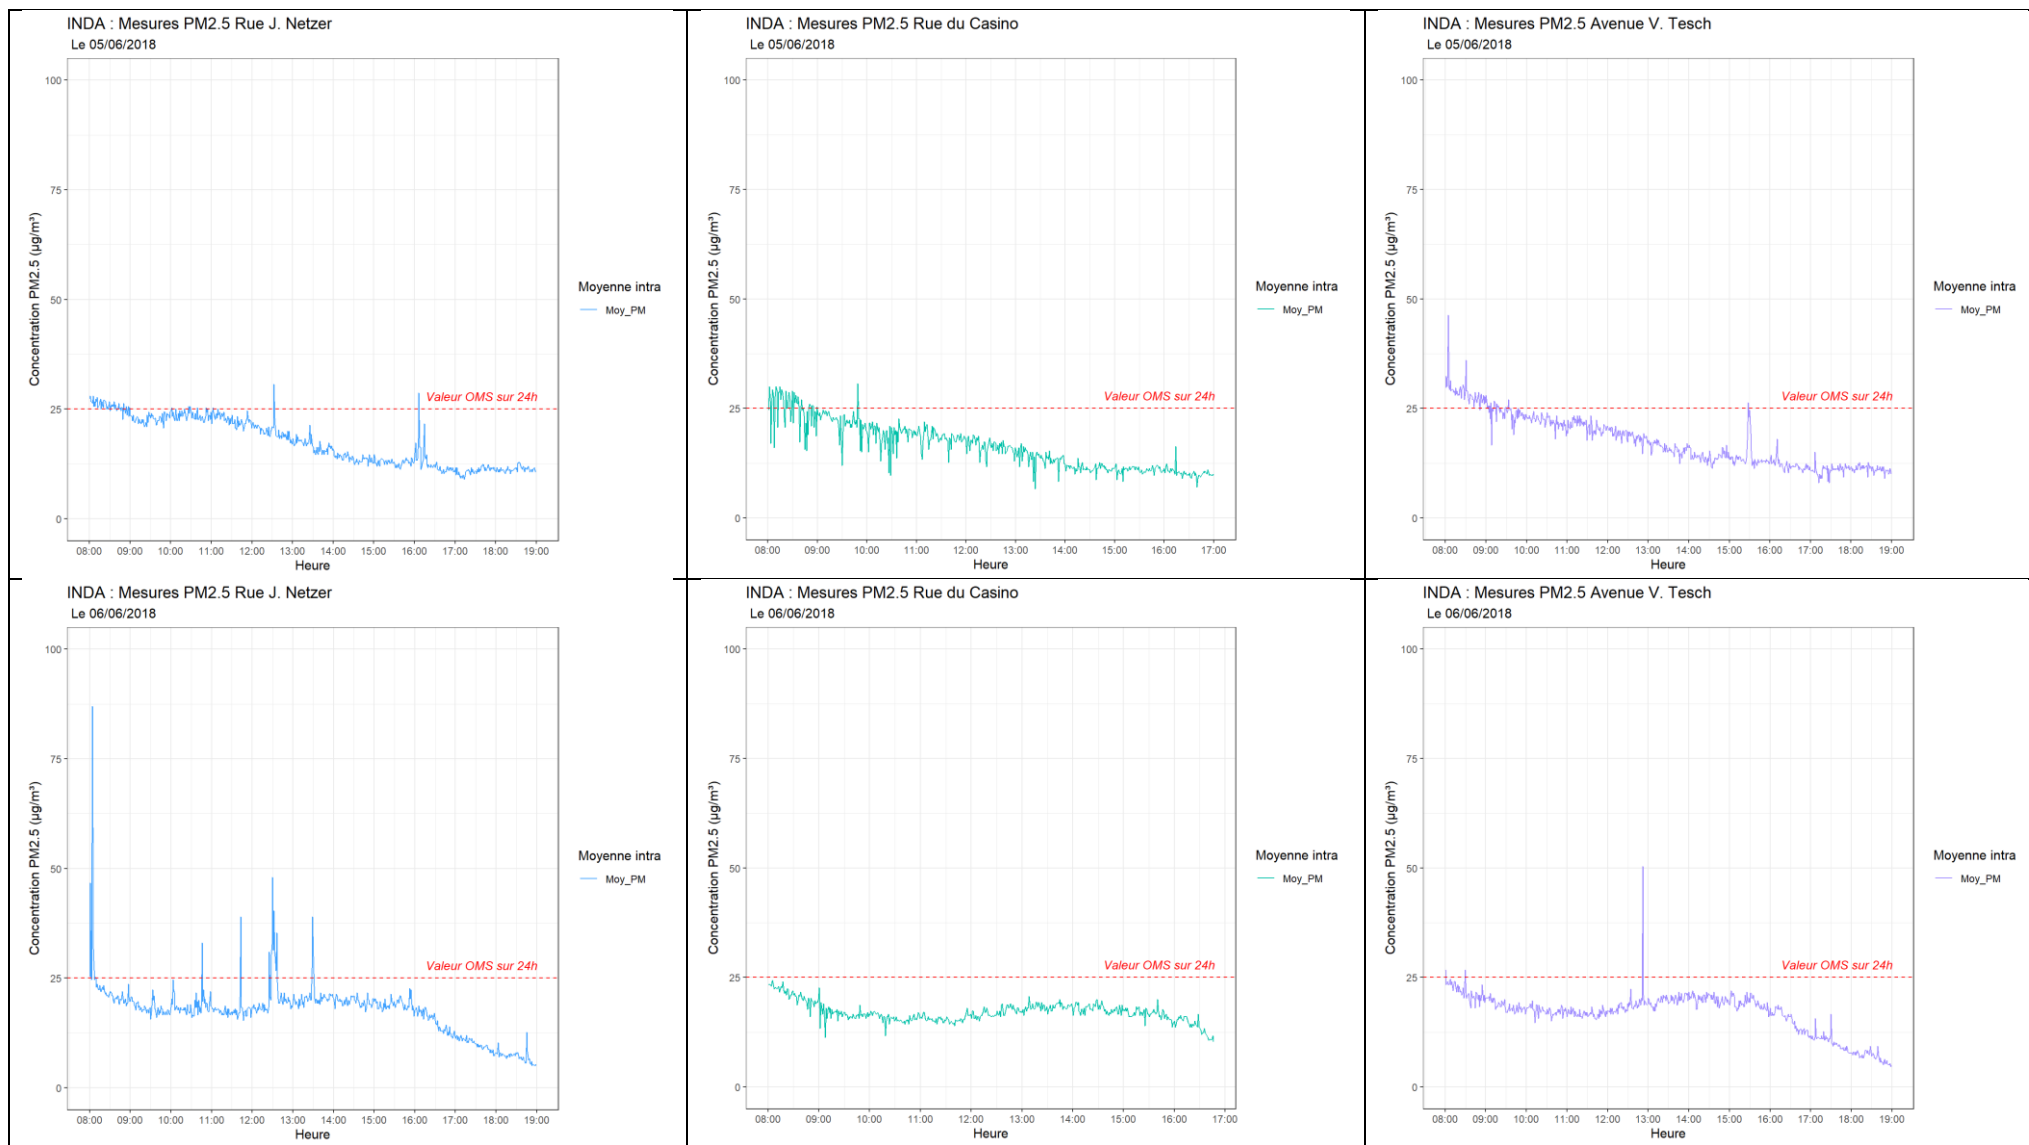 INDA : Mesures PM2.5 Rue J. Netzer
Le 05/06/2018
100
75
50
25
0
Concentration PM2.5 (µg/m³)
Valeur OMS sur 24h
08:00 09:00 10:00 11:00 12:00 13:00 14:00 15:00 16:00 17:00 18:00 19:00
Heure
Moyenne intra
Moy_PM
INDA : Mesures PM2.5 Rue du Casino
Le 05/06/2018
100
75
50
25
0
Concentration PM2.5 (µg/m³)
Valeur OMS sur 24h
08:00 09:00 10:00 11:00 12:00 13:00 14:00 15:00 16:00 17:00
Heure
Moyenne intra
Moy_PM
INDA : Mesures PM2.5 Avenue V. Tesch
Le 05/06/2018
100
75
50
25
0
Concentration PM2.5 (µg/m³)
Valeur OMS sur 24h
08:00 09:00 10:00 11:00 12:00 13:00 14:00 15:00 16:00 17:00 18:00 19:00
Heure
Moyenne intra
Moy_PM
INDA : Mesures PM2.5 Rue J. Netzer
Le 06/06/2018
100
75
50
25
0
Concentration PM2.5 (µg/m³)
Valeur OMS sur 24h
08:00 09:00 10:00 11:00 12:00 13:00 14:00 15:00 16:00 17:00 18:00 19:00
Heure
Moyenne intra
Moy_PM
INDA : Mesures PM2.5 Rue du Casino
Le 06/06/2018
100
75
50
25
0
Concentration PM2.5 (µg/m³)
Valeur OMS sur 24h
08:00 09:00 10:00 11:00 12:00 13:00 14:00 15:00 16:00 17:00
Heure
Moyenne intra
Moy_PM
INDA : Mesures PM2.5 Avenue V. Tesch
Le 06/06/2018
100
75
50
25
0
Concentration PM2.5 (µg/m³)
Valeur OMS sur 24h
08:00 09:00 10:00 11:00 12:00 13:00 14:00 15:00 16:00 17:00 18:00 19:00
Heure
Moyenne intra
Moy_PM